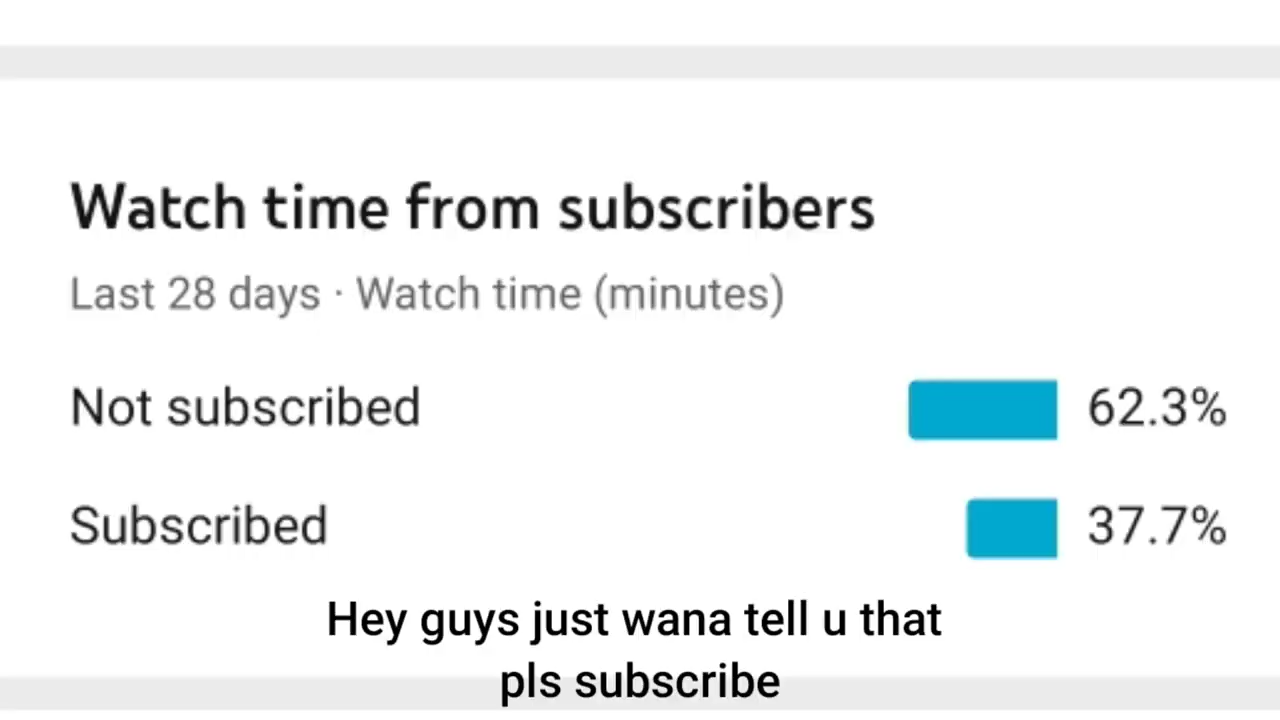 Watch time from subscribers
Last 28 days · Watch time (minutes)
Not subscribed 62.3%
Subscribed 37.7%
Hey guys just wana tell u that
pls subscribe